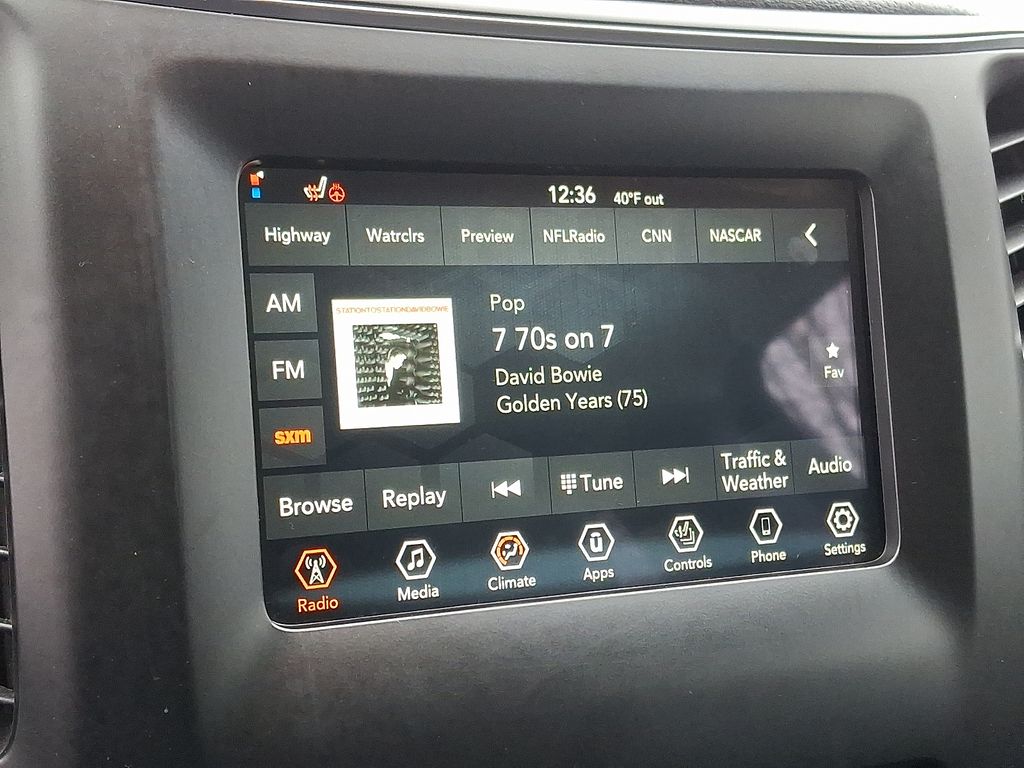 12:36 40°F out
Highway Watrclrs Preview NFLRadio CNN NASCAR
AM
FM
sxm
STATIONTOSTATIONDAVIDBOWIE
Pop
7 70s on 7
David Bowie
Golden Years (75)
Fav
Browse Replay Tune Traffic & Weather Audio
Radio Media Climate Apps Controls Phone Settings